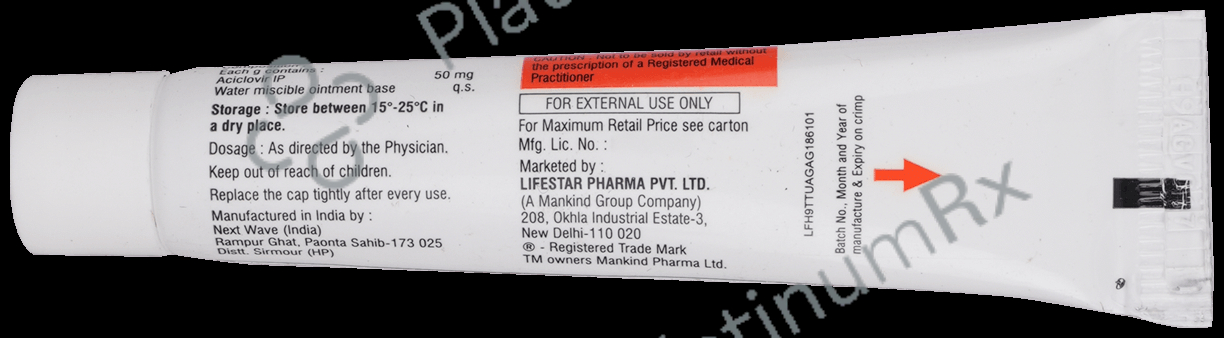 Each g contains :
Aciclovir IP 50 mg
Water miscible ointment base q.s.
Storage : Store between 15°-25°C in
a dry place.
Dosage : As directed by the Physician.
Keep out of reach of children.
Replace the cap tightly after every use.
Manufactured in India by :
Next Wave (India)
Rampur Ghat, Paonta Sahib-173 025
Distt. Sirmour (HP)
CAUTION : Not to be sold by retail without
the prescription of a Registered Medical
Practitioner
FOR EXTERNAL USE ONLY
For Maximum Retail Price see carton
Mfg. Lic. No. :
Marketed by :
LIFESTAR PHARMA PVT. LTD.
(A Mankind Group Company)
208, Okhla Industrial Estate-3,
New Delhi-110 020
® - Registered Trade Mark
TM owners Mankind Pharma Ltd.
LFH9TTUAGAG186101
Batch No., Month and Year of
manufacture & Expiry on crimp
PlatinumRx